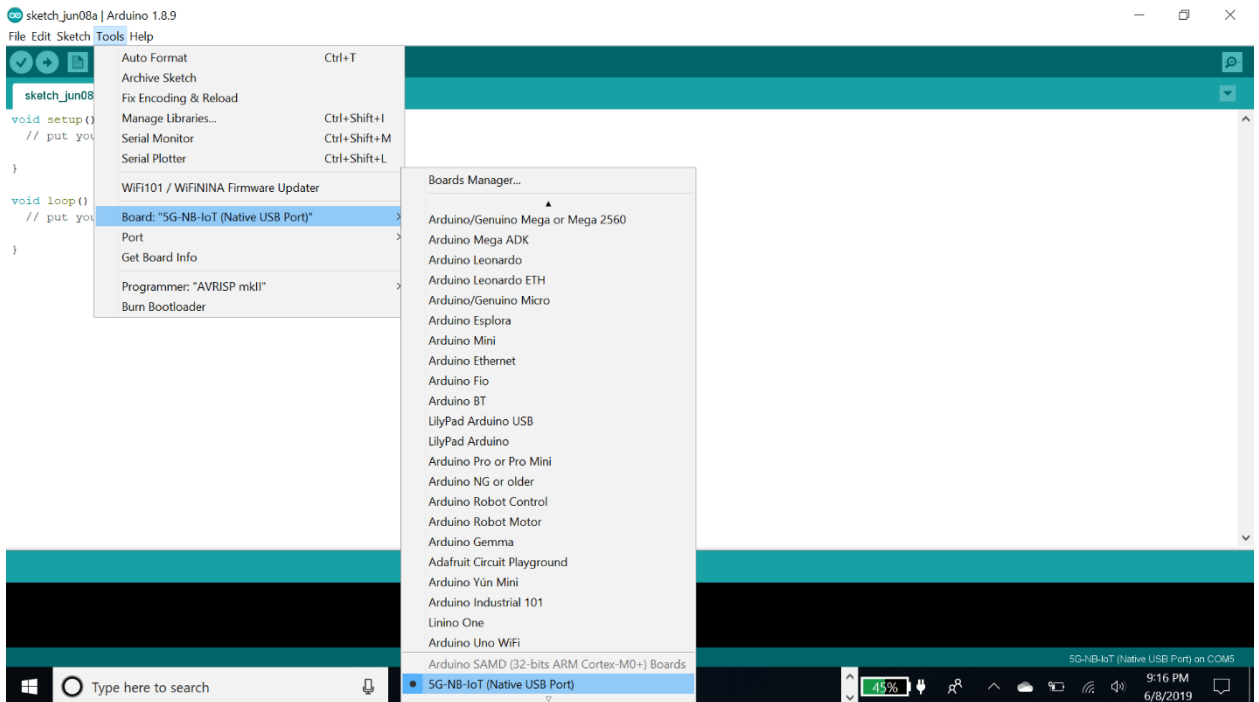 sketch_jun08a | Arduino 1.8.9
File Edit Sketch Tools Help
sketch_jun08
void setup()
// put you
}
void loop()
// put you
}
Auto Format Ctrl+T
Archive Sketch
Fix Encoding & Reload
Manage Libraries... Ctrl+Shift+I
Serial Monitor Ctrl+Shift+M
Serial Plotter Ctrl+Shift+L
WiFi101 / WiFiNINA Firmware Updater
Board: "5G-NB-IoT (Native USB Port)"
Port
Get Board Info
Programmer: "AVRISP mkII"
Burn Bootloader
Boards Manager...
Arduino/Genuino Mega or Mega 2560
Arduino Mega ADK
Arduino Leonardo
Arduino Leonardo ETH
Arduino/Genuino Micro
Arduino Esplora
Arduino Mini
Arduino Ethernet
Arduino Fio
Arduino BT
LilyPad Arduino USB
LilyPad Arduino
Arduino Pro or Pro Mini
Arduino NG or older
Arduino Robot Control
Arduino Robot Motor
Arduino Gemma
Adafruit Circuit Playground
Arduino Yún Mini
Arduino Industrial 101
Linino One
Arduino Uno WiFi
Arduino SAMD (32-bits ARM Cortex-M0+) Boards
5G-NB-IoT (Native USB Port)
5G-NB-IoT (Native USB Port) on COM5
Type here to search
45%
9:16 PM
6/8/2019